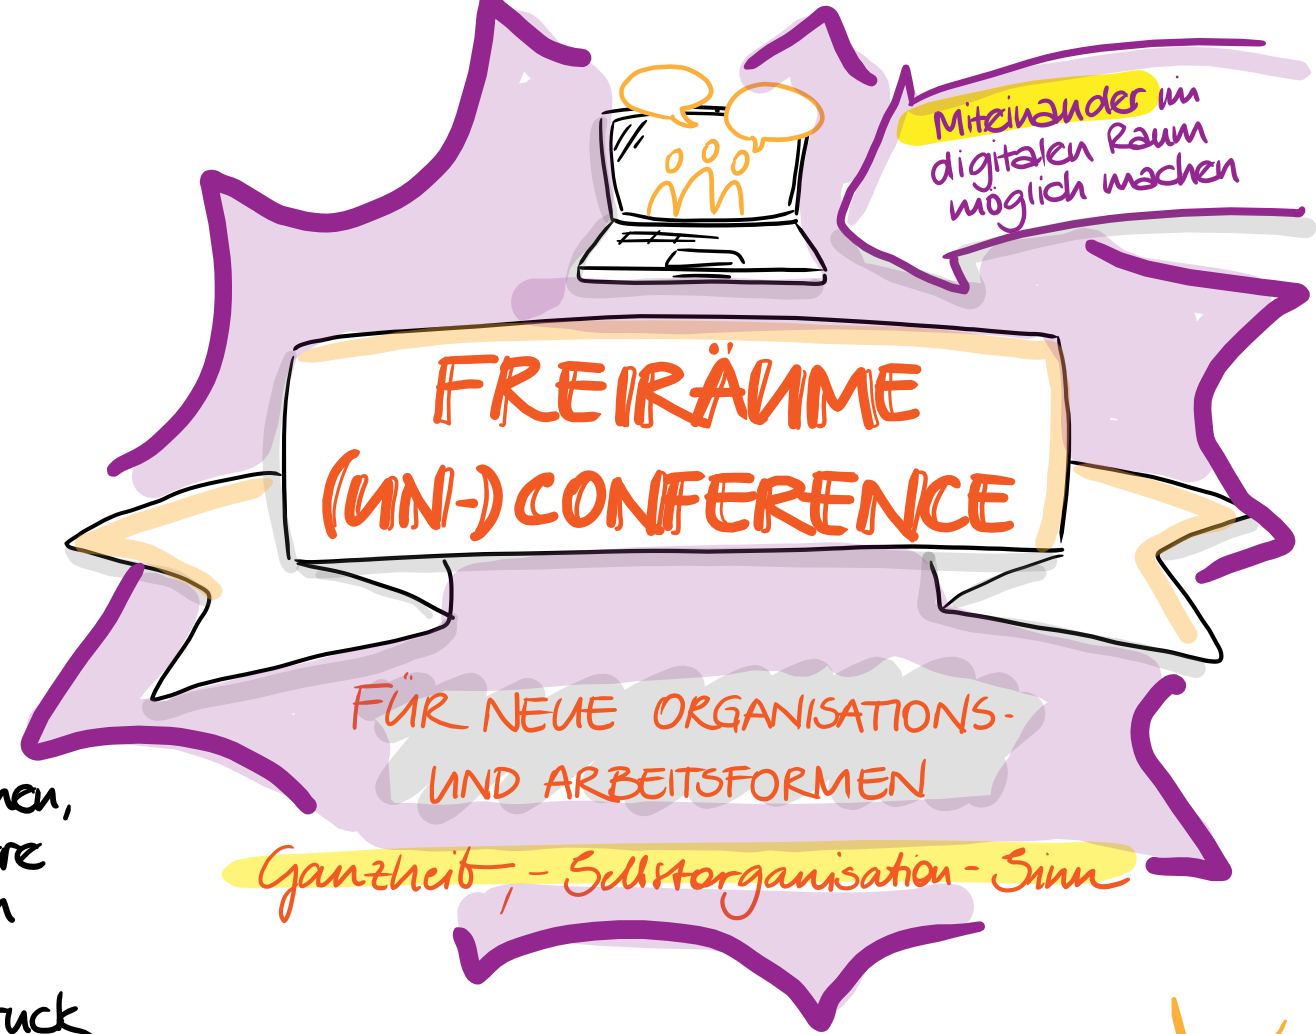 Miteinander im
digitalen Raum
möglich machen
FREIRÄUME
(UN-)CONFERENCE
FÜR NEUE ORGANISATIONS-
UND ARBEITSFORMEN
Ganzheit, - Selbstorganisation - Sinn